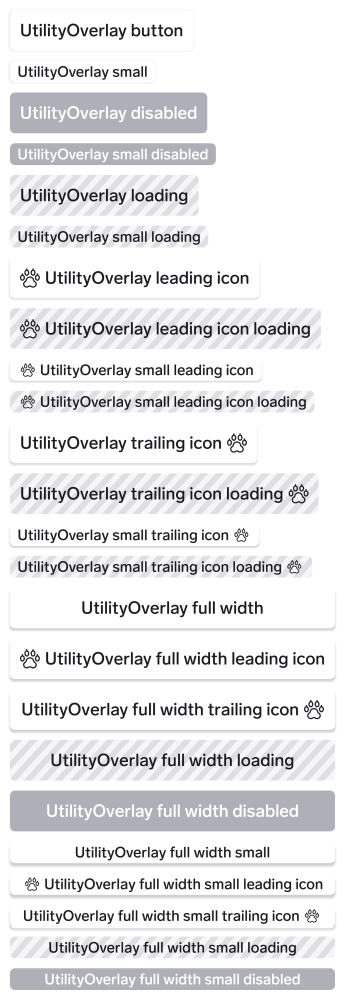 UtilityOverlay button
UtilityOverlay small
UtilityOverlay disabled
UtilityOverlay small disabled
UtilityOverlay loading
UtilityOverlay small loading
UtilityOverlay leading icon
UtilityOverlay leading icon loading
UtilityOverlay small leading icon
UtilityOverlay small leading icon loading
UtilityOverlay trailing icon
UtilityOverlay trailing icon loading
UtilityOverlay small trailing icon
UtilityOverlay small trailing icon loading
UtilityOverlay full width
UtilityOverlay full width leading icon
UtilityOverlay full width trailing icon
UtilityOverlay full width loading
UtilityOverlay full width disabled
UtilityOverlay full width small
UtilityOverlay full width small leading icon
UtilityOverlay full width small trailing icon
UtilityOverlay full width small loading
UtilityOverlay full width small disabled